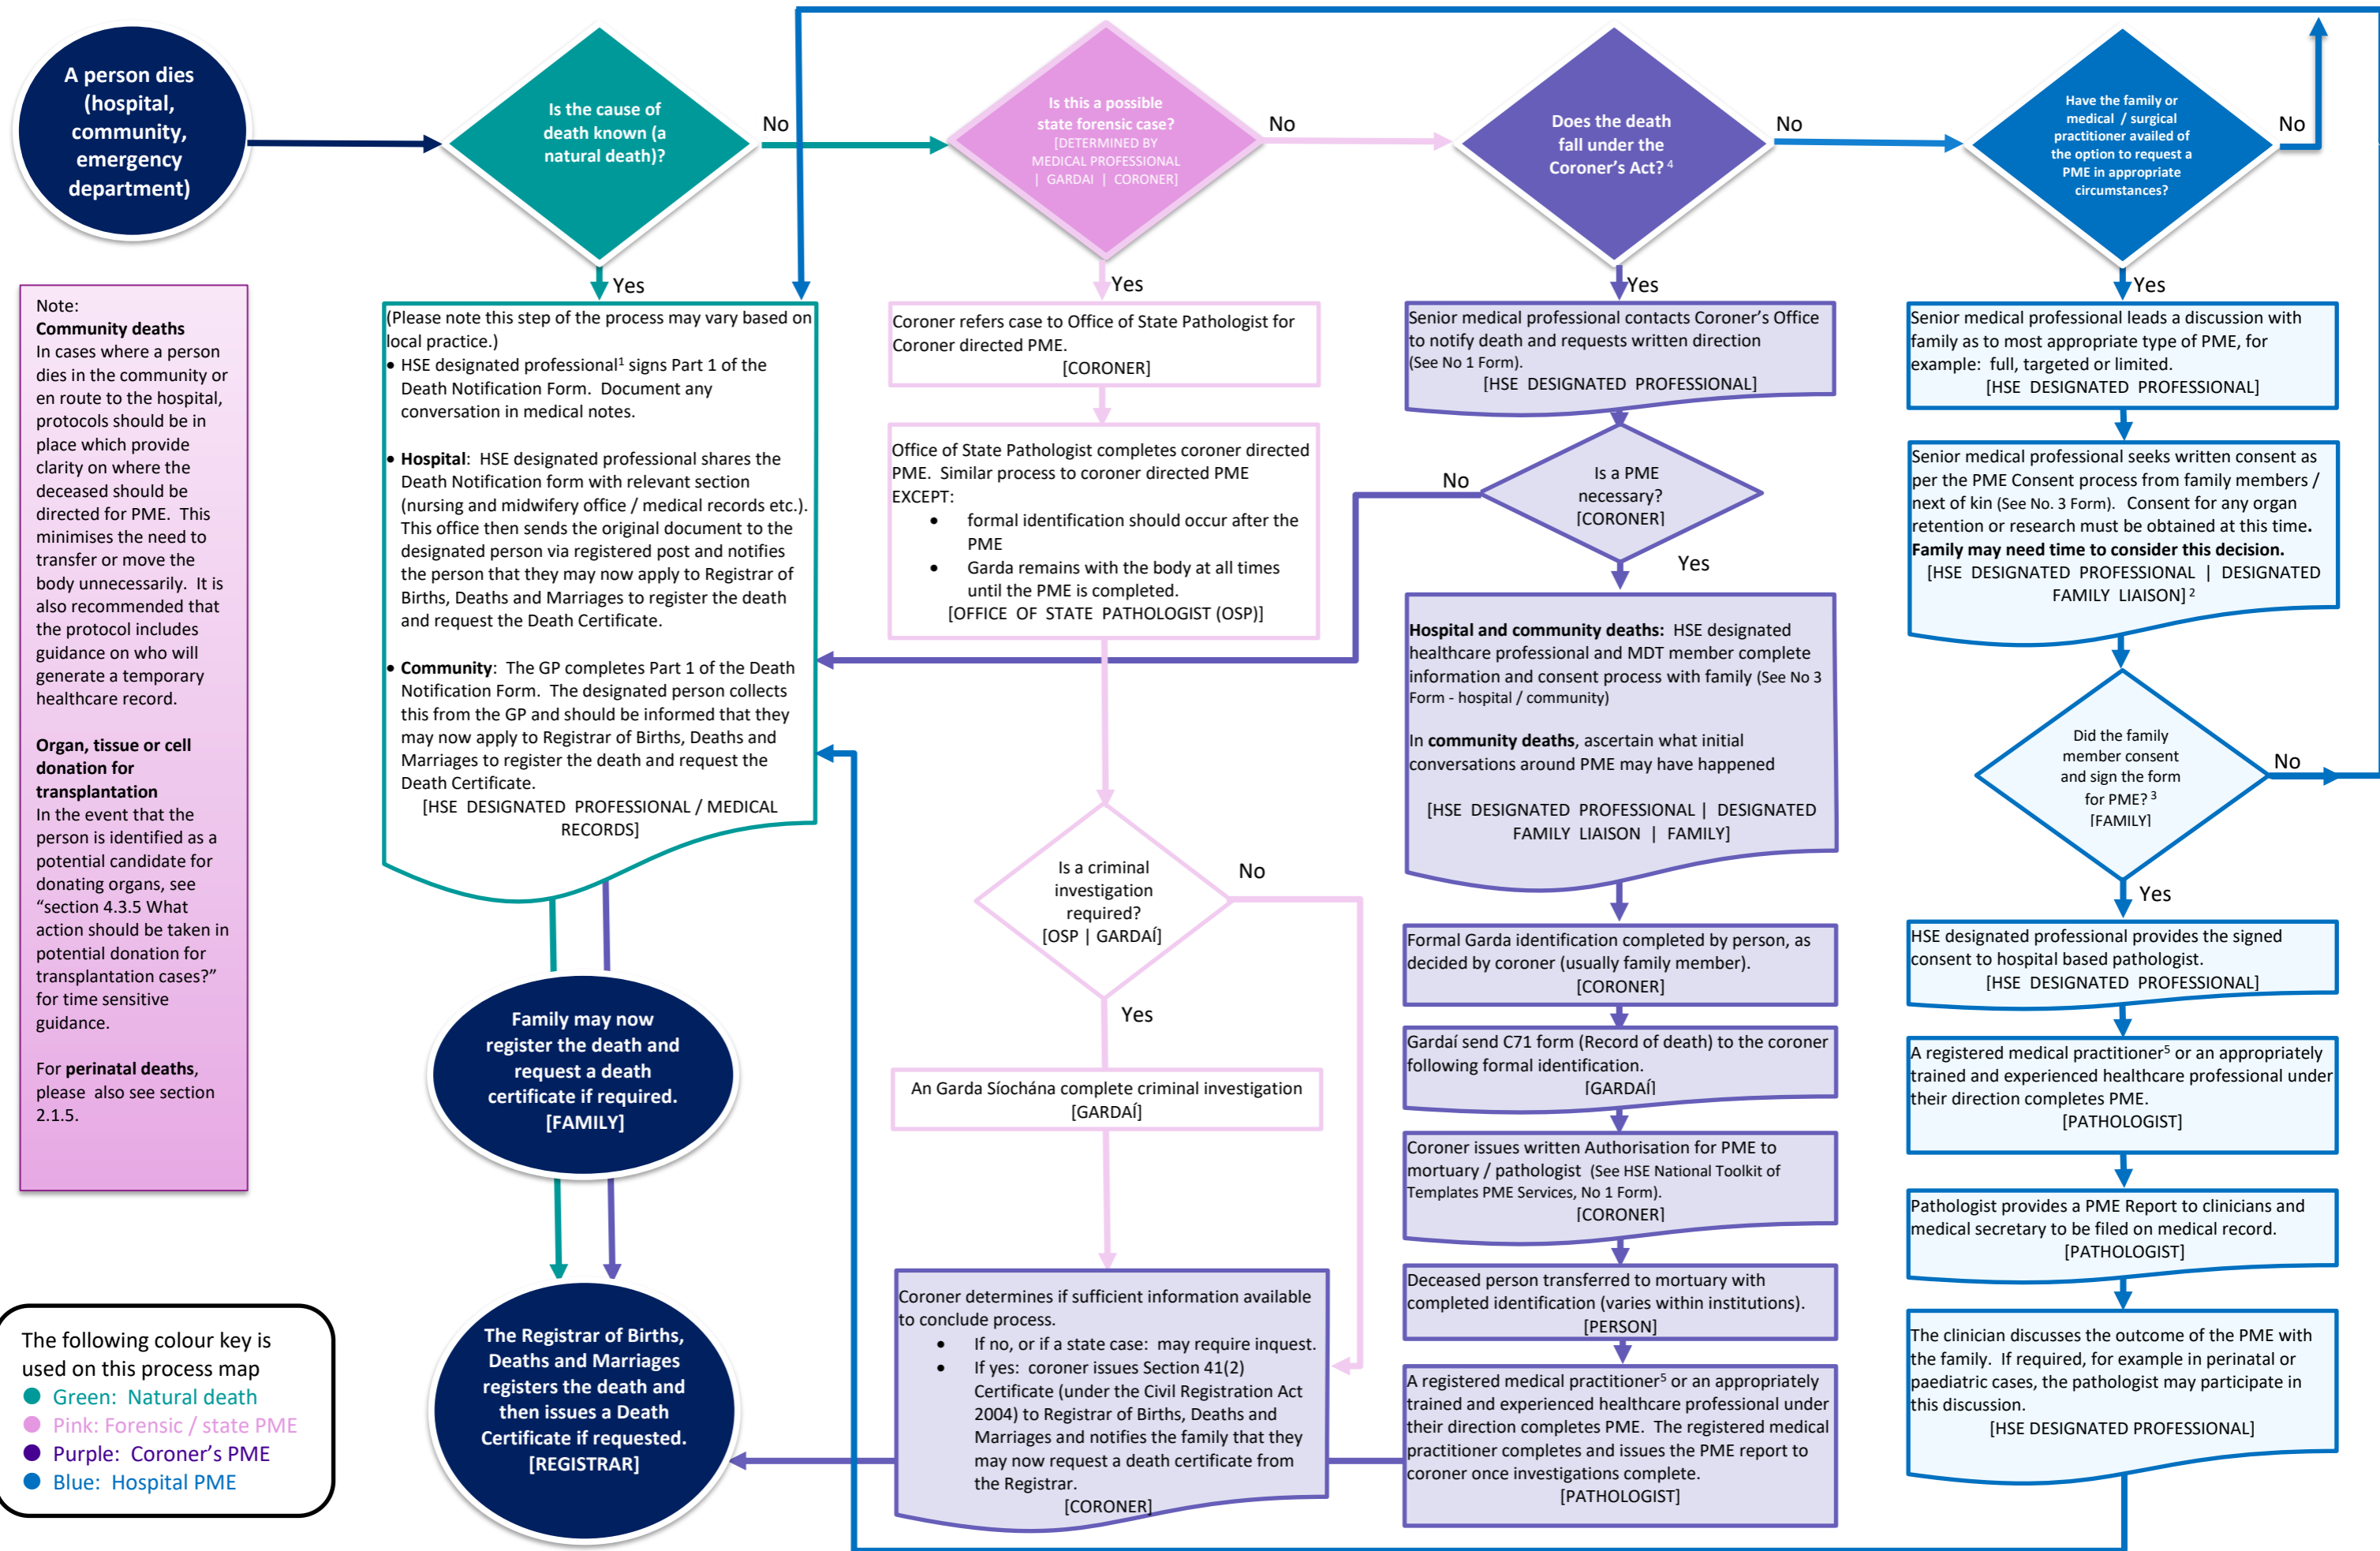 A person dies
(hospital,
community,
emergency
department)
Is the cause of
death known (a
natural death)?
No
Yes
Is this a possible
state forensic case?
[DETERMINED BY
MEDICAL PROFESSIONAL
| GARDAI | CORONER]
No
Yes
Does the death
fall under the
Coroner's Act? 4
No
Yes
Have the family or
medical / surgical
practitioner availed of
the option to request a
PME in appropriate
circumstances?
No
Yes
Note:
Community deaths
In cases where a person
dies in the community or
en route to the hospital,
protocols should be in
place which provide
clarity on where the
deceased should be
directed for PME. This
minimises the need to
transfer or move the
body unnecessarily. It is
also recommended that
the protocol includes
guidance on who will
generate a temporary
healthcare record.
Organ, tissue or cell
donation for
transplantation
In the event that the
person is identified as a
potential candidate for
donating organs, see
"section 4.3.5 What
action should be taken in
potential donation for
transplantation cases?"
for time sensitive
guidance.
For perinatal deaths,
please also see section
2.1.5.
The following colour key is
used on this process map
Green: Natural death
Pink: Forensic / state PME
Purple: Coroner's PME
Blue: Hospital PME
(Please note this step of the process may vary based on
local practice.)
• HSE designated professional1 signs Part 1 of the
Death Notification Form. Document any
conversation in medical notes.
• Hospital: HSE designated professional shares the
Death Notification form with relevant section
(nursing and midwifery office / medical records etc.).
This office then sends the original document to the
designated person via registered post and notifies
the person that they may now apply to Registrar of
Births, Deaths and Marriages to register the death
and request the Death Certificate.
• Community: The GP completes Part 1 of the Death
Notification Form. The designated person collects
this from the GP and should be informed that they
may now apply to Registrar of Births, Deaths and
Marriages to register the death and request the
Death Certificate.
[HSE DESIGNATED PROFESSIONAL / MEDICAL
RECORDS]
Family may now
register the death and
request a death
certificate if required.
[FAMILY]
The Registrar of Births,
Deaths and Marriages
registers the death and
then issues a Death
Certificate if requested.
[REGISTRAR]
Coroner refers case to Office of State Pathologist for
Coroner directed PME.
[CORONER]
Office of State Pathologist completes coroner directed
PME. Similar process to coroner directed PME
EXCEPT:
• formal identification should occur after the
PME
• Garda remains with the body at all times
until the PME is completed.
[OFFICE OF STATE PATHOLOGIST (OSP)]
Is a criminal
investigation
required?
[OSP | GARDAÍ]
No
Yes
An Garda Síochána complete criminal investigation
[GARDAÍ]
Coroner determines if sufficient information available
to conclude process.
• If no, or if a state case: may require inquest.
• If yes: coroner issues Section 41(2)
Certificate (under the Civil Registration Act
2004) to Registrar of Births, Deaths and
Marriages and notifies the family that they
may now request a death certificate from
the Registrar.
[CORONER]
Senior medical professional contacts Coroner's Office
to notify death and requests written direction
(See No 1 Form).
[HSE DESIGNATED PROFESSIONAL]
Is a PME
necessary?
[CORONER]
No
Yes
Hospital and community deaths: HSE designated
healthcare professional and MDT member complete
information and consent process with family (See No 3
Form - hospital / community)
In community deaths, ascertain what initial
conversations around PME may have happened
[HSE DESIGNATED PROFESSIONAL | DESIGNATED
FAMILY LIAISON | FAMILY]
Formal Garda identification completed by person, as
decided by coroner (usually family member).
[CORONER]
Gardaí send C71 form (Record of death) to the coroner
following formal identification.
[GARDAÍ]
Coroner issues written Authorisation for PME to
mortuary / pathologist (See HSE National Toolkit of
Templates PME Services, No 1 Form).
[CORONER]
Deceased person transferred to mortuary with
completed identification (varies within institutions).
[PERSON]
A registered medical practitioner5 or an appropriately
trained and experienced healthcare professional under
their direction completes PME. The registered medical
practitioner completes and issues the PME report to
coroner once investigations complete.
[PATHOLOGIST]
Senior medical professional leads a discussion with
family as to most appropriate type of PME, for
example: full, targeted or limited.
[HSE DESIGNATED PROFESSIONAL]
Senior medical professional seeks written consent as
per the PME Consent process from family members /
next of kin (See No. 3 Form). Consent for any organ
retention or research must be obtained at this time.
Family may need time to consider this decision.
[HSE DESIGNATED PROFESSIONAL | DESIGNATED
FAMILY LIAISON] 2
Did the family
member consent
and sign the form
for PME? 3
[FAMILY]
No
Yes
HSE designated professional provides the signed
consent to hospital based pathologist.
[HSE DESIGNATED PROFESSIONAL]
A registered medical practitioner5 or an appropriately
trained and experienced healthcare professional under
their direction completes PME.
[PATHOLOGIST]
Pathologist provides a PME Report to clinicians and
medical secretary to be filed on medical record.
[PATHOLOGIST]
The clinician discusses the outcome of the PME with
the family. If required, for example in perinatal or
paediatric cases, the pathologist may participate in
this discussion.
[HSE DESIGNATED PROFESSIONAL]